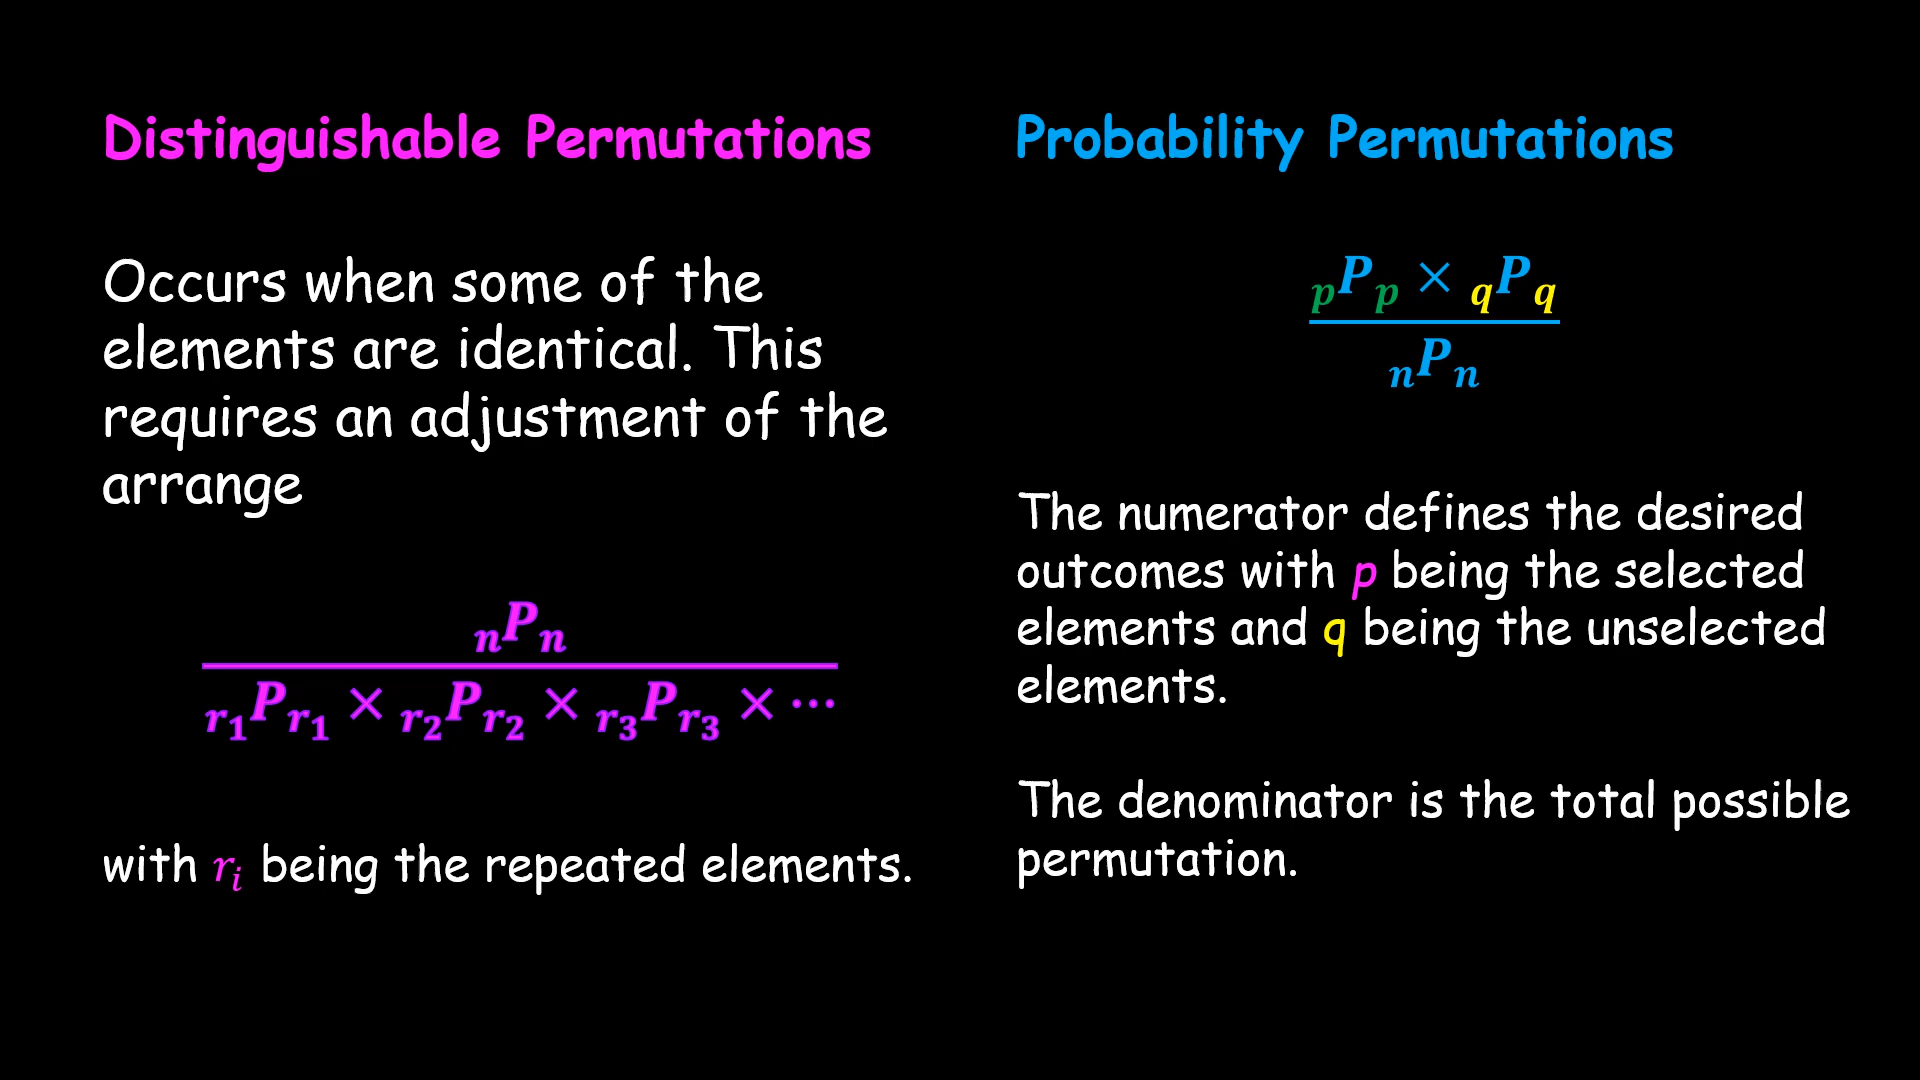 Distinguishable Permutations
Occurs when some of the
elements are identical. This
requires an adjustment of the
arrange
nPn
r1Pr1 × r2Pr2 × r3Pr3 × ⋯
with ri being the repeated elements.
Probability Permutations
pPp × qPq
nPn
The numerator defines the desired
outcomes with p being the selected
elements and q being the unselected
elements.
The denominator is the total possible
permutation.